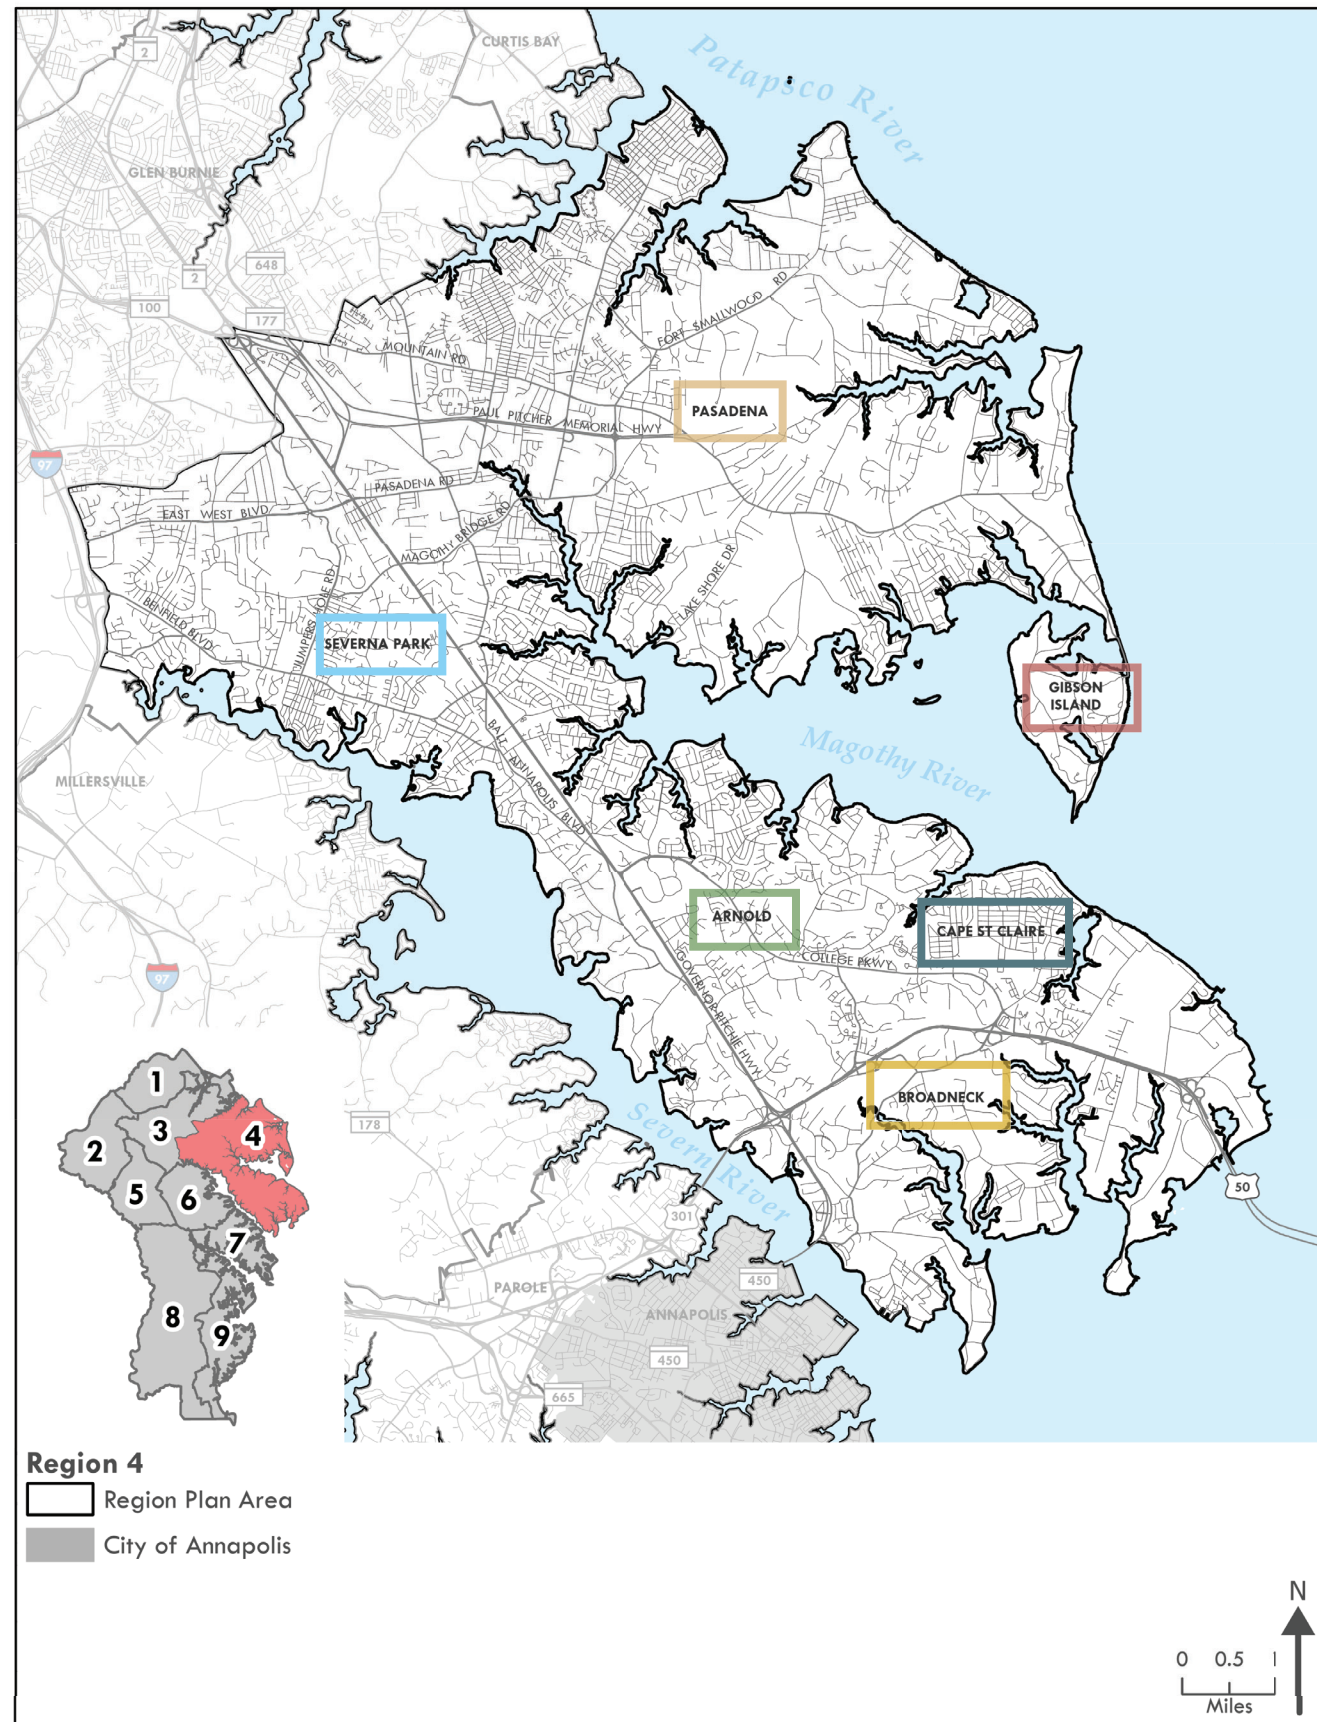 CURTIS BAY
2
Patapsco River
GLEN BURNIE
648
2
100
177
FORT SMALLWOOD RD
MOUNTAIN RD
PASADENA
PAUL PITCHER MEMORIAL HWY
97
PASADENA RD
EAST WEST BLVD
MAGOTHY BRIDGE RD
LAKE SHORE DR
JUMPERS HOLE RD
BENFIELD BLVD
SEVERNA PARK
GIBSON
ISLAND
Magothy River
BALT ANNAPOLIS BLVD
MILLERSVILLE
ARNOLD
CAPE ST CLAIRE
COLLEGE PKWY
97
GOVERNOR RITCHIE HWY
BROADNECK
1
178
Severn River
3
4
2
50
5
6
301
7
PAROLE
450
8
ANNAPOLIS
9
450
665
Region 4
Region Plan Area
City of Annapolis
N
0 0.5 1
Miles